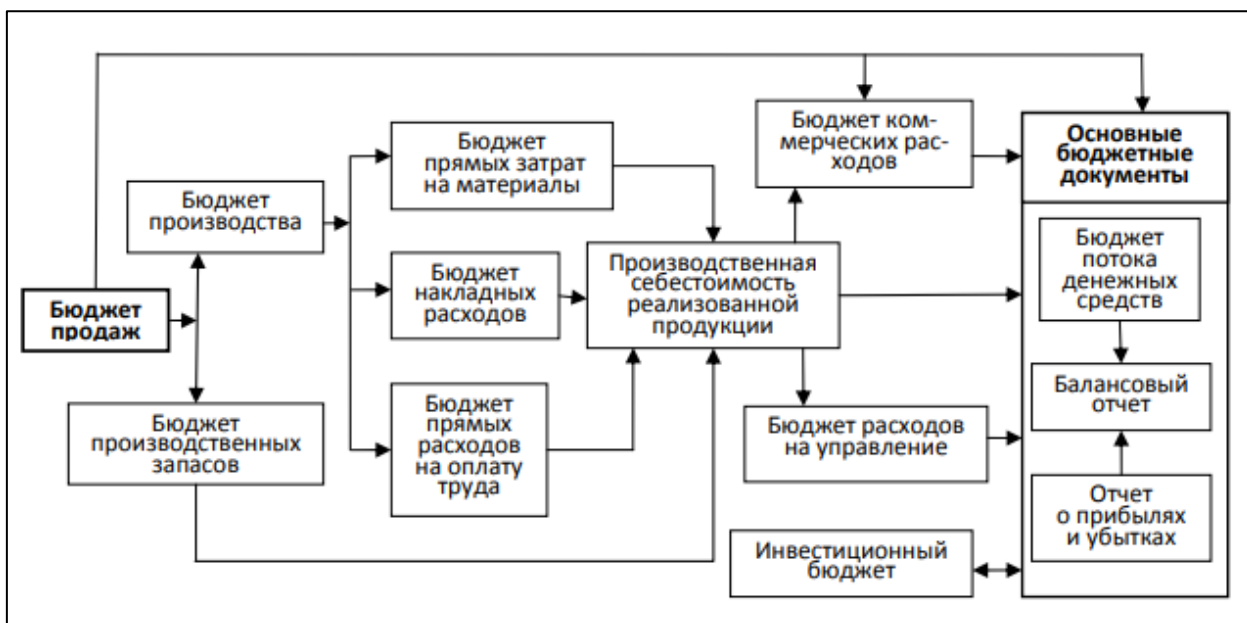 Бюджет
продаж
Бюджет
производства
Бюджет
производственных
запасов
Бюджет
прямых затрат
на материалы
Бюджет
накладных
расходов
Бюджет
прямых
расходов
на оплату
труда
Производственная
себестоимость
реализованной
продукции
Бюджет ком-
мерческих рас-
ходов
Бюджет расходов
на управление
Инвестиционный
бюджет
Основные
бюджетные
документы
Бюджет
потока
денежных
средств
Балансовый
отчет
Отчет
о прибылях
и убытках